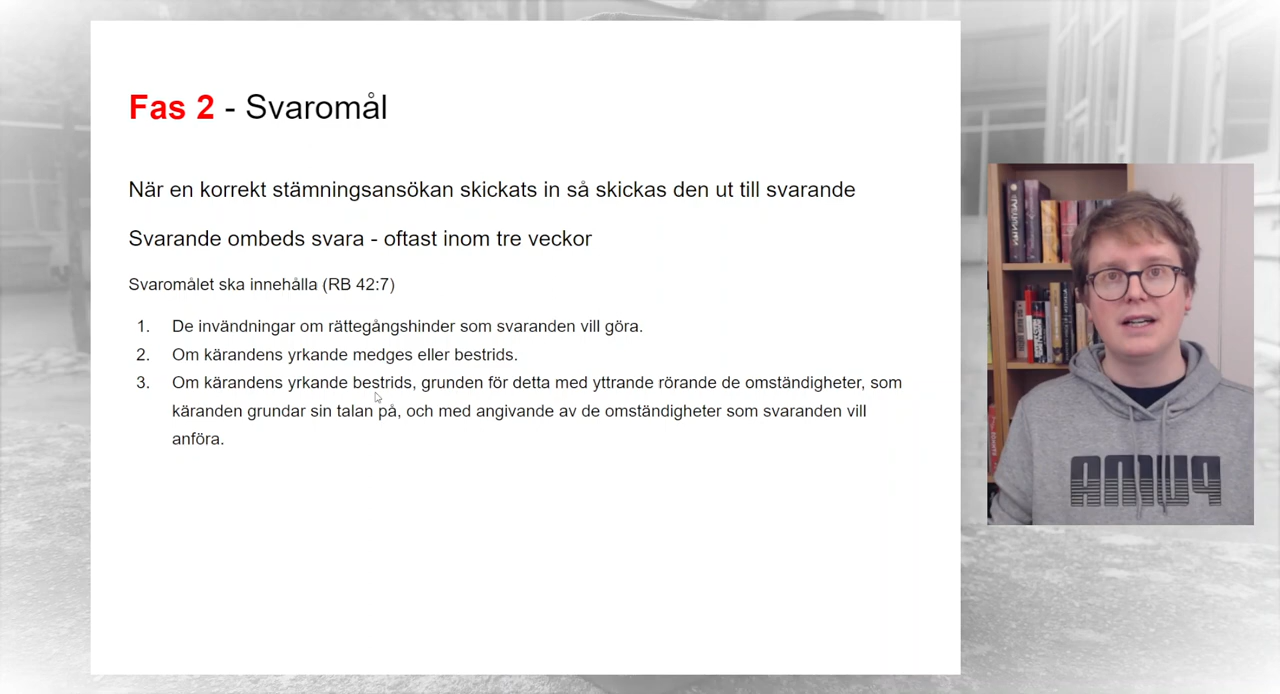 Fas 2 - Svaromål
När en korrekt stämningsansökan skickats in så skickas den ut till svarande
Svarande ombeds svara - oftast inom tre veckor
Svaromålet ska innehålla (RB 42:7)
1. De invändningar om rättegångshinder som svaranden vill göra.
2. Om kärandens yrkande medges eller bestrids.
3. Om kärandens yrkande bestrids, grunden för detta med yttrande rörande de omständigheter, som
käranden grundar sin talan på, och med angivande av de omständigheter som svaranden vill
anföra.
PUMA